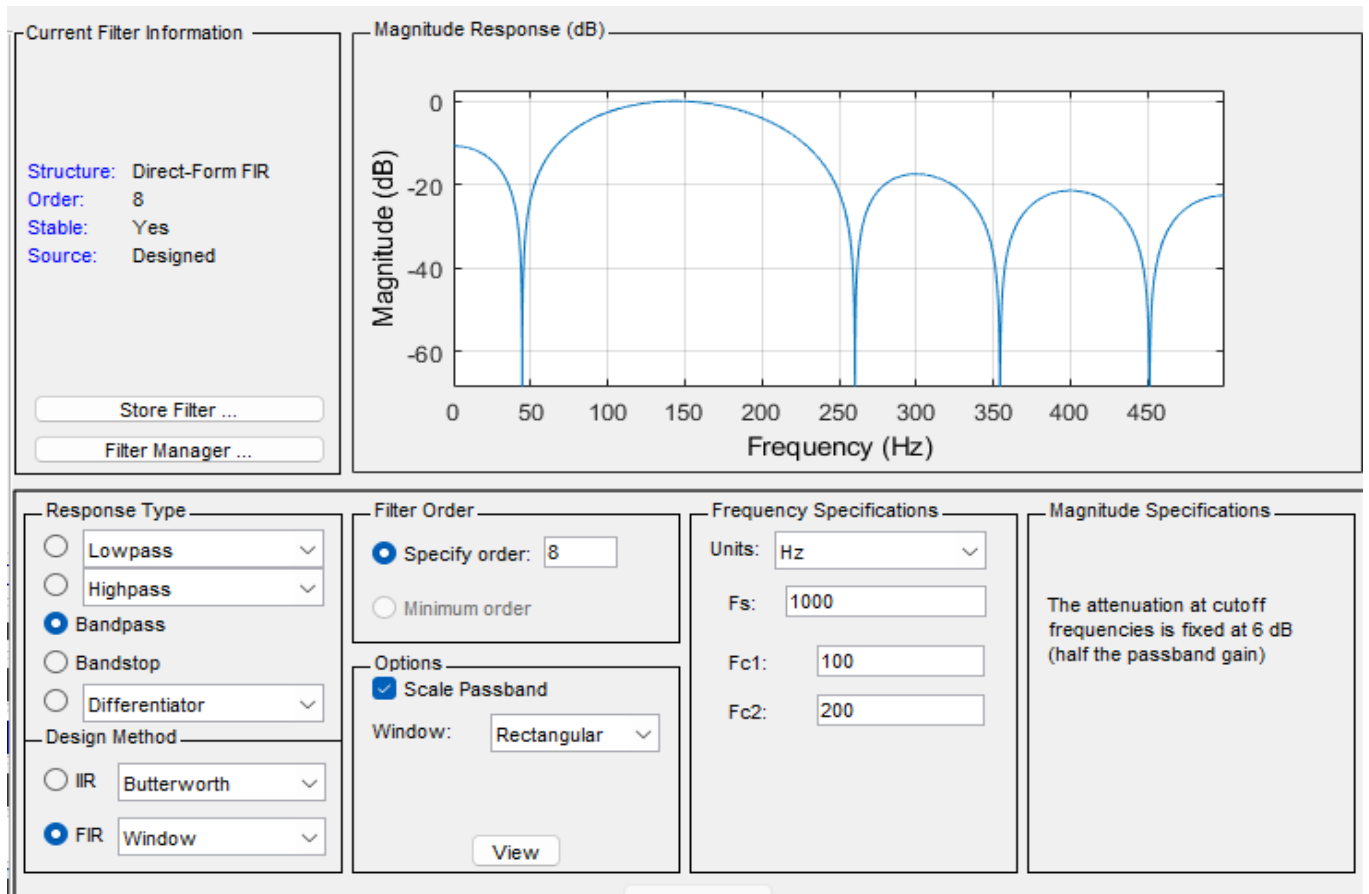 Current Filter Information
Structure: Direct-Form FIR
Order: 8
Stable: Yes
Source: Designed
Store Filter ...
Filter Manager ...
Magnitude Response (dB)
Magnitude (dB)
0
-20
-40
-60
0 50 100 150 200 250 300 350 400 450
Frequency (Hz)
Response Type
Lowpass
Highpass
Bandpass
Bandstop
Differentiator
Design Method
IIR Butterworth
FIR Window
Filter Order
Specify order: 8
Minimum order
Options
Scale Passband
Window: Rectangular
View
Frequency Specifications
Units: Hz
Fs: 1000
Fc1: 100
Fc2: 200
Magnitude Specifications
The attenuation at cutoff
frequencies is fixed at 6 dB
(half the passband gain)